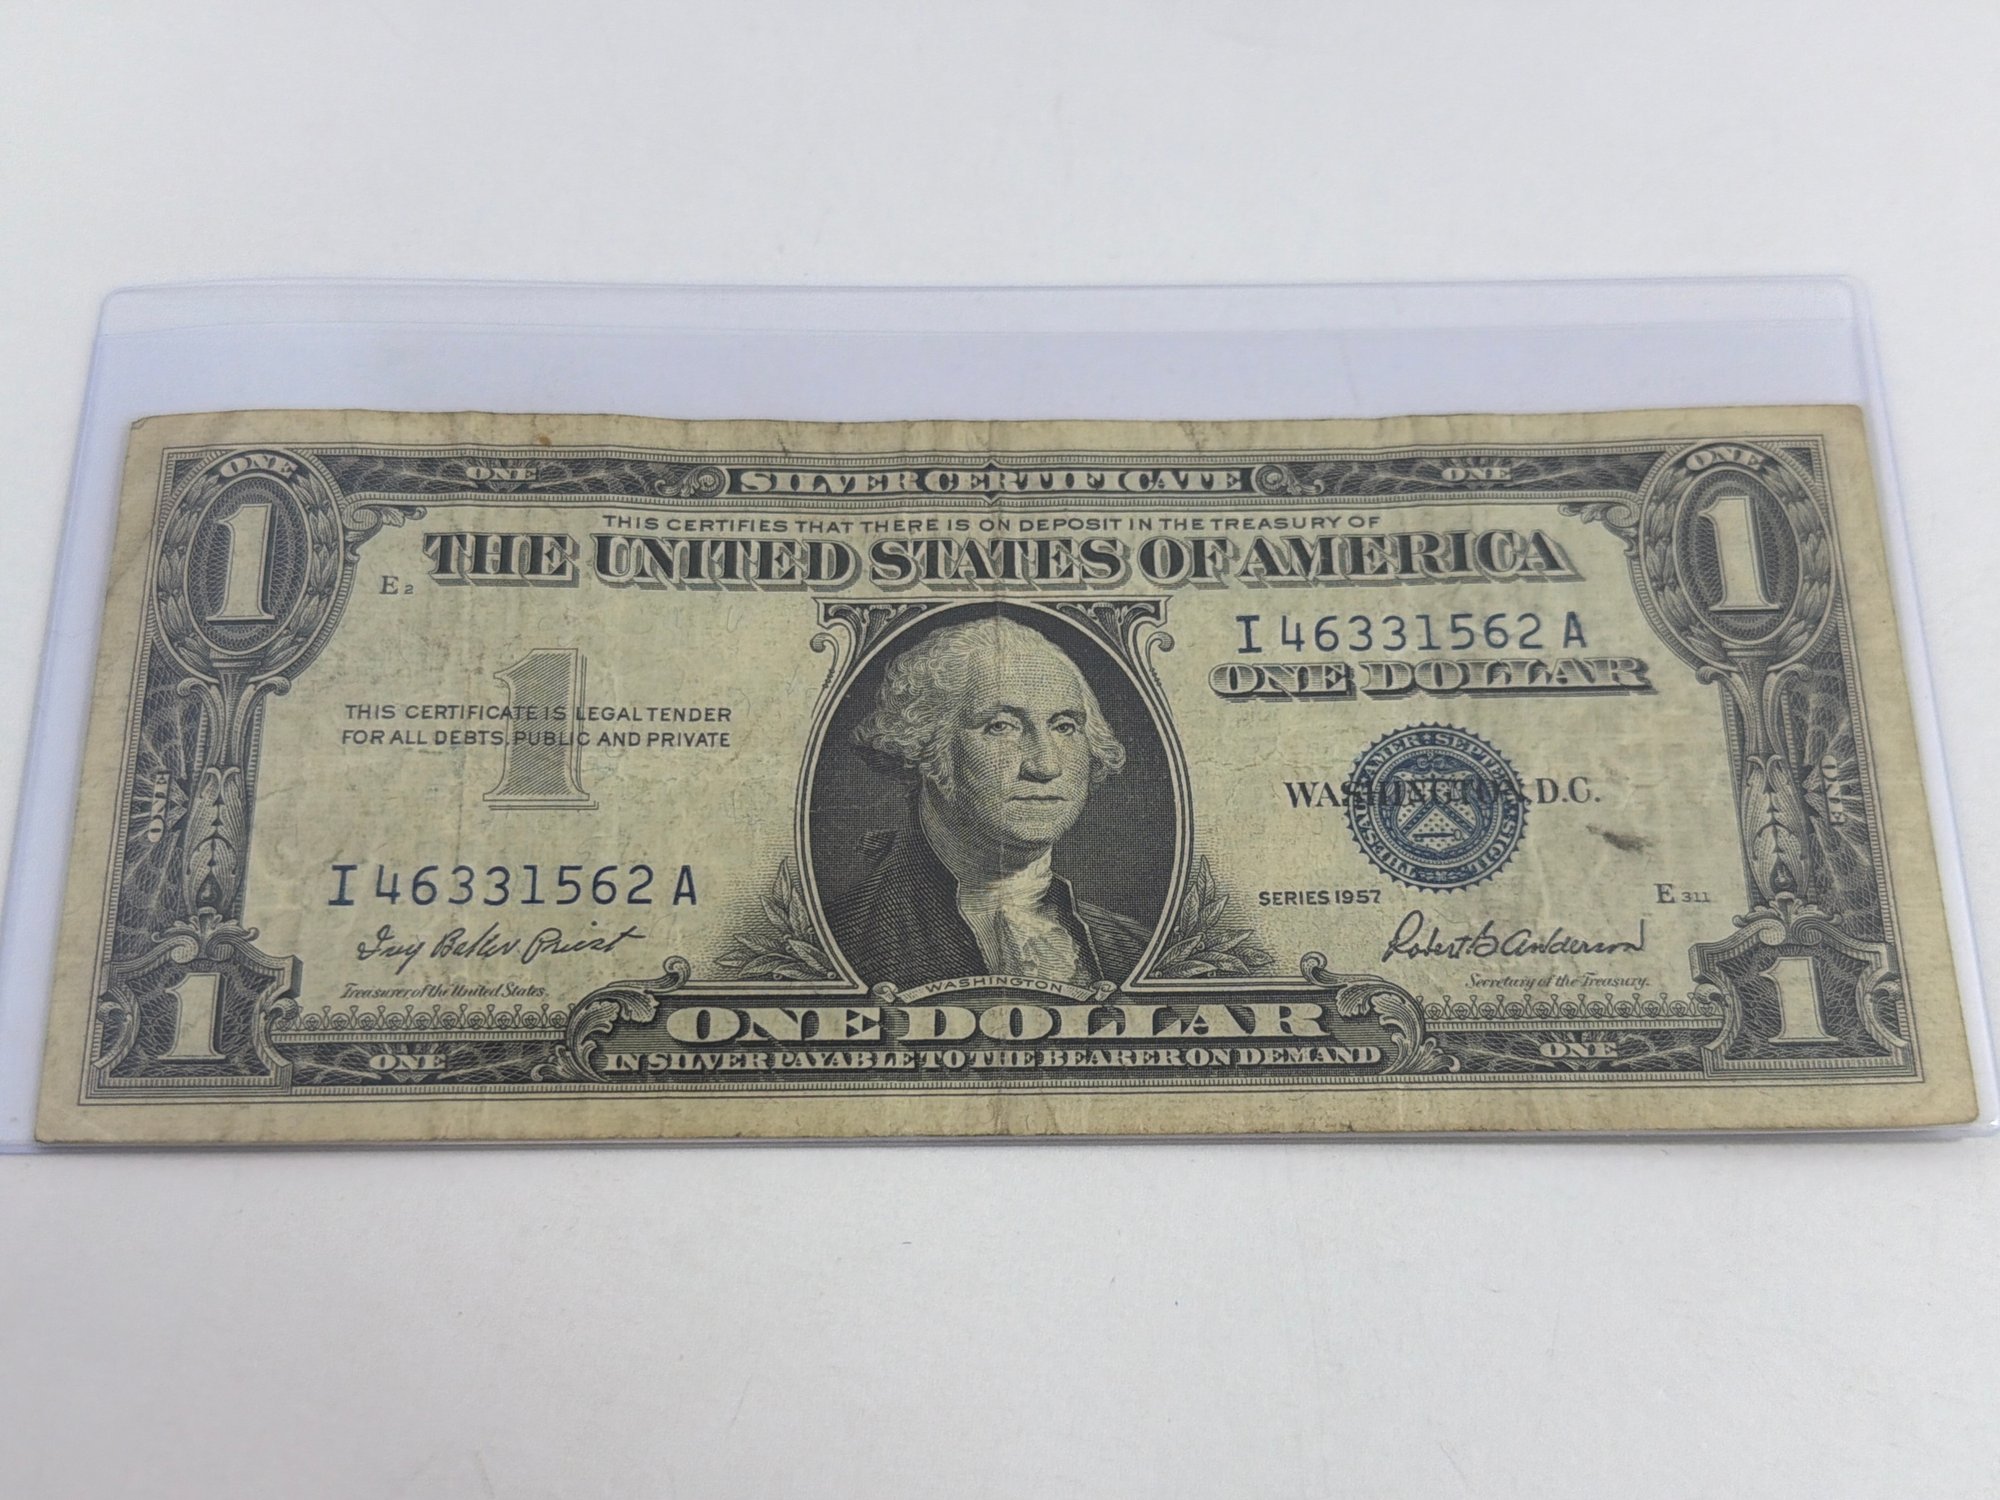 ONE
ONE
SILVER CERTIFICATE
ONE
ONE
1
1
THIS CERTIFIES THAT THERE IS ON DEPOSIT IN THE TREASURY OF
THE UNITED STATES OF AMERICA
E 2
I 46331562 A
ONE DOLLAR
1
THIS CERTIFICATE IS LEGAL TENDER
FOR ALL DEBTS, PUBLIC AND PRIVATE
WASHINGTON, D.C.
ONE
ONE
I 46331562 A
SERIES 1957
E 311
Ivy Baker Priest
Robert B Anderson
Treasurer of the United States.
Secretary of the Treasury.
WASHINGTON
1
ONE DOLLAR
1
ONE
IN SILVER PAYABLE TO THE BEARER ON DEMAND
ONE